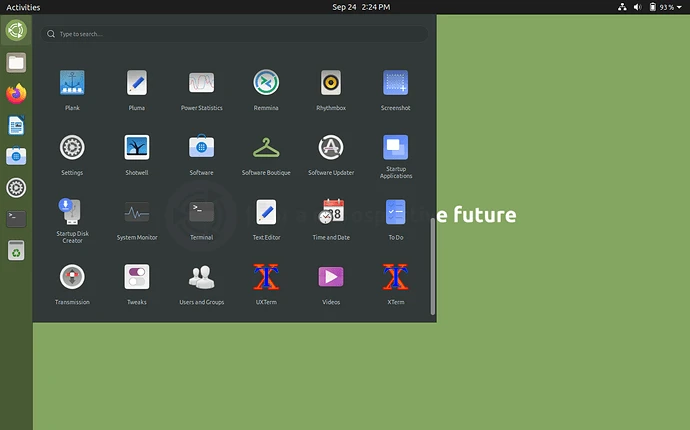 Activities
Sep 24 2:24 PM
93 %
Type to search...
Plank
Pluma
Power Statistics
Remmina
Rhythmbox
Screenshot
Settings
Shotwell
Software
Software Boutique
Software Updater
Startup
Applications
Startup Disk
Creator
System Monitor
Terminal
Text Editor
Time and Date
To Do
future
Transmission
Tweaks
Users and Groups
UXTerm
Videos
XTerm